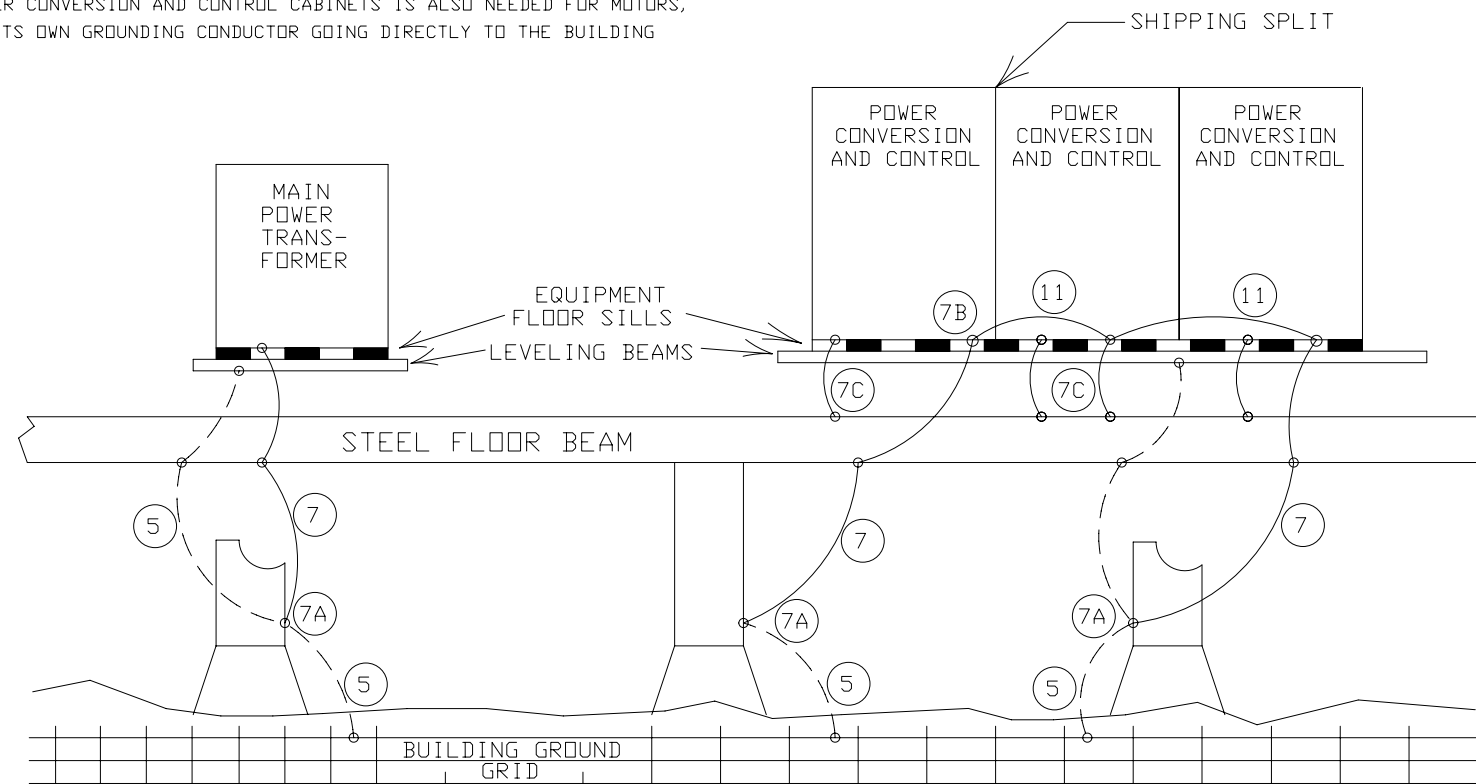 ER CONVERSION AND CONTROL CABINETS IS ALSO NEEDED FOR MOTORS,
TS OWN GROUNDING CONDUCTOR GOING DIRECTLY TO THE BUILDING
SHIPPING SPLIT
POWER
CONVERSION
AND CONTROL
POWER
CONVERSION
AND CONTROL
POWER
CONVERSION
AND CONTROL
MAIN
POWER
TRANS-
FORMER
EQUIPMENT
FLOOR SILLS
LEVELING BEAMS
7B
11
11
7C
7C
STEEL FLOOR BEAM
5
7
7
7
7A
7A
7A
5
5
5
BUILDING GROUND
GRID